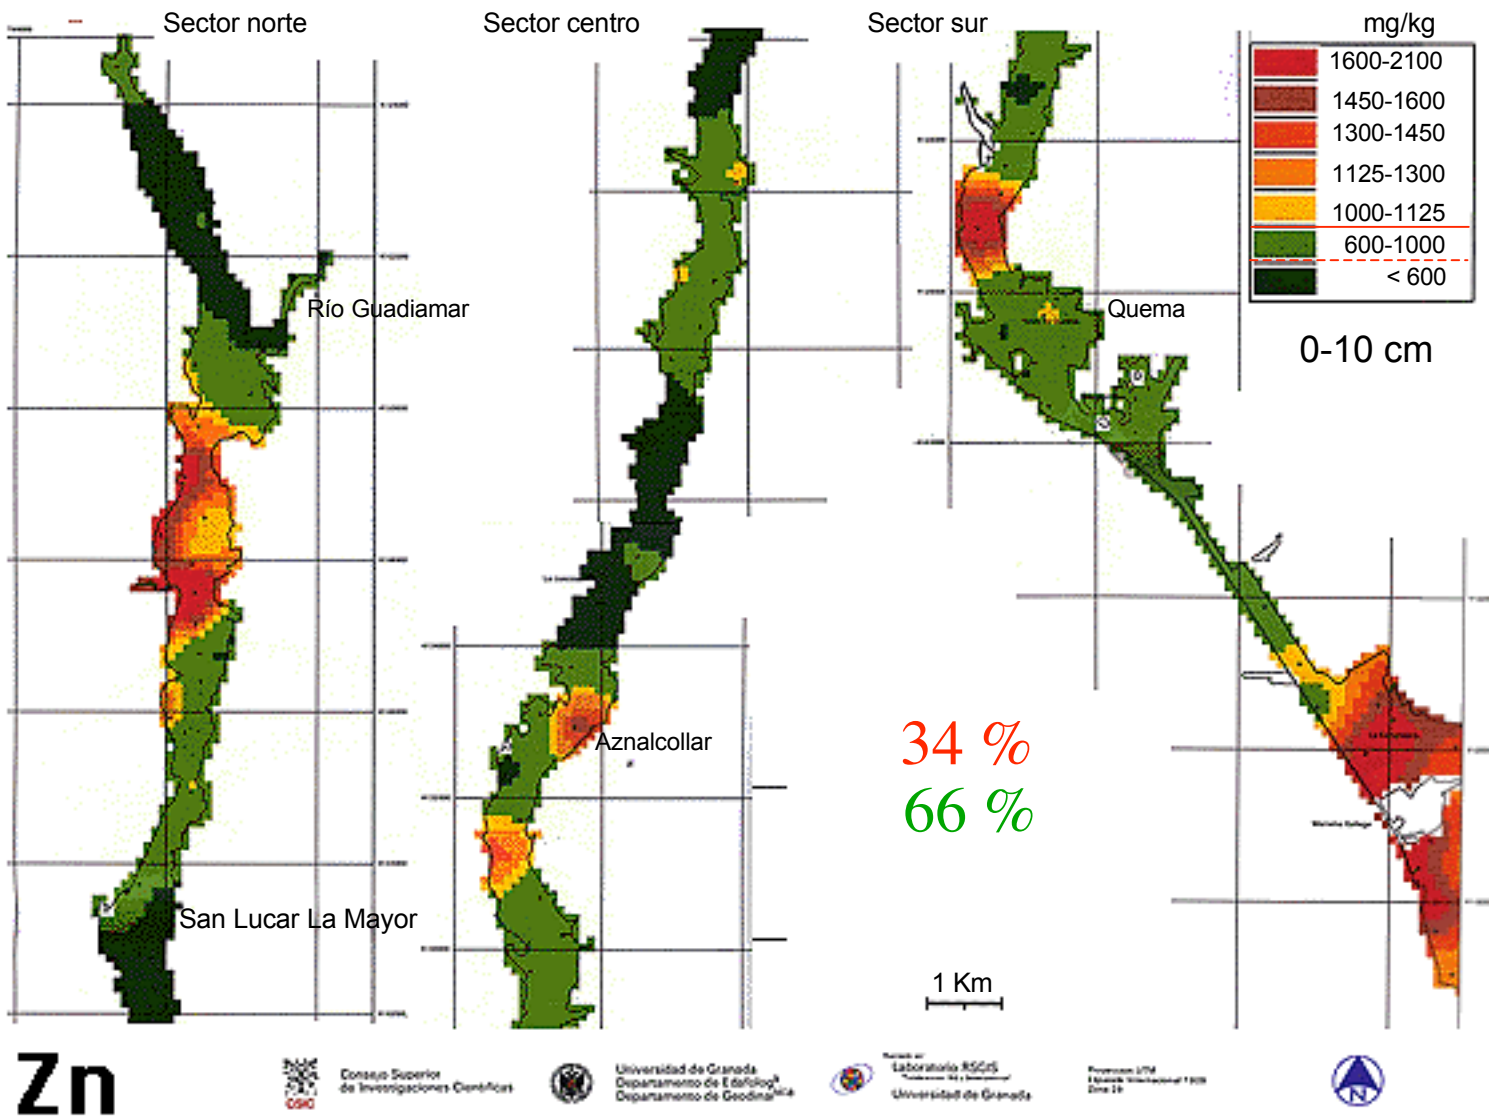 Sector norte
Sector centro
Sector sur
mg/kg
1600-2100
1450-1600
1300-1450
1125-1300
1000-1125
600-1000
< 600
0-10 cm
Río Guadiamar
Quema
Aznalcollar
34 %
66 %
San Lucar La Mayor
1 Km
Zn
CSIC
Consejo Superior
de Investigaciones Científicas
Universidad de Granada
Departamento de Edafología
Departamento de Geodinámica
Laboratorio RSGIS
Universidad de Granada
N